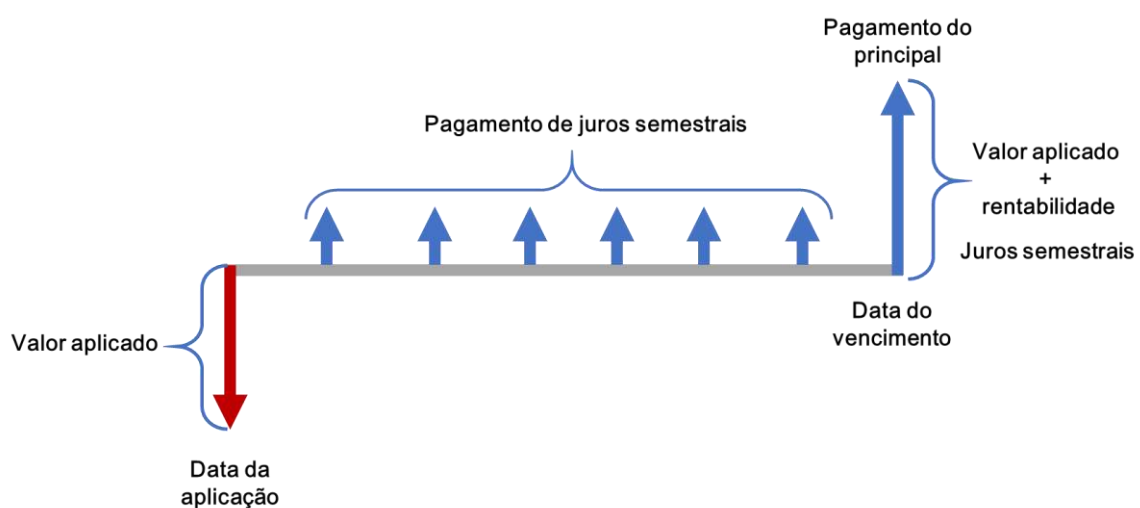 Pagamento do
principal
Pagamento de juros semestrais
Valor aplicado
+
rentabilidade
Juros semestrais
Valor aplicado
Data do
vencimento
Data da
aplicação